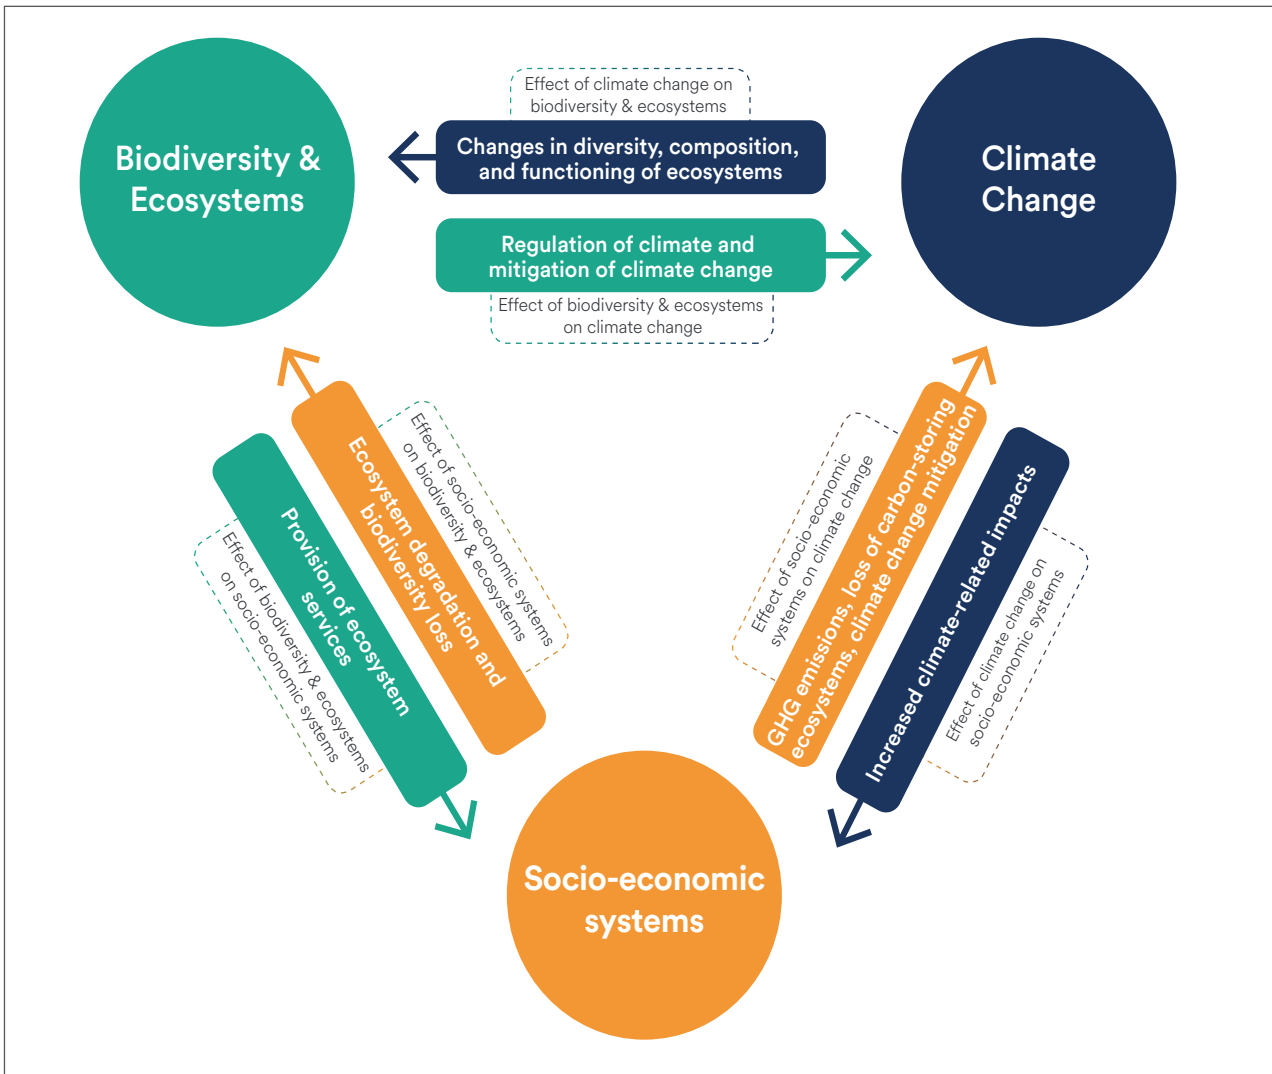 Biodiversity &
Ecosystems
Effect of climate change on
biodiversity & ecosystems
Changes in diversity, composition,
and functioning of ecosystems
Regulation of climate and
mitigation of climate change
Effect of biodiversity & ecosystems
on climate change
Climate
Change
Effect of socio-economic systems
on biodiversity & ecosystems
Ecosystem degradation and
biodiversity loss
Provision of ecosystem
services
Effect of biodiversity & ecosystems
on socio-economic systems
Effect of socio-economic
systems on climate change
GHG emissions, loss of carbon-storing
ecosystems, climate change mitigation
Increased climate-related impacts
Effect of climate change on
socio-economic systems
Socio-economic
systems